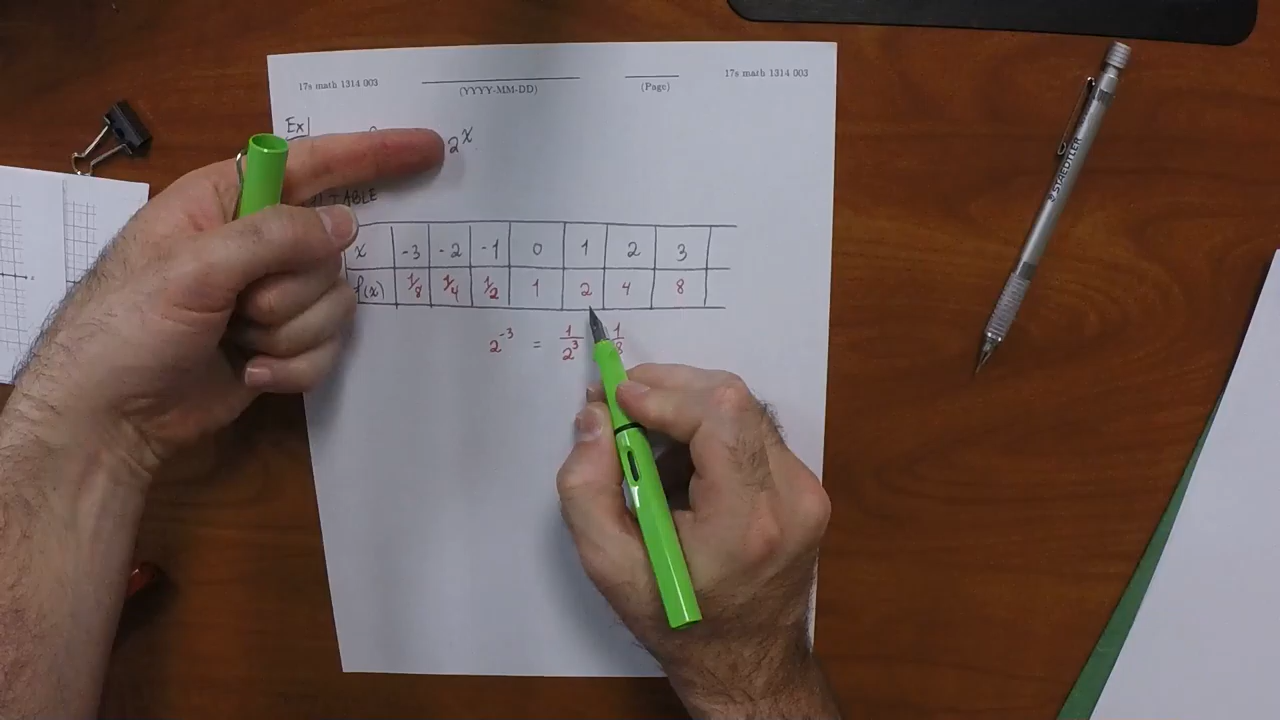 17s math 1314 003 (YYYY-MM-DD) (Page) 17s math 1314 003
Ex
2^x
TABLE
x -3 -2 -1 0 1 2 3
f(x) 1/8 1/4 1/2 1 2 4 8
2^-3 = 1/2^3 1/8
STAEDTLER